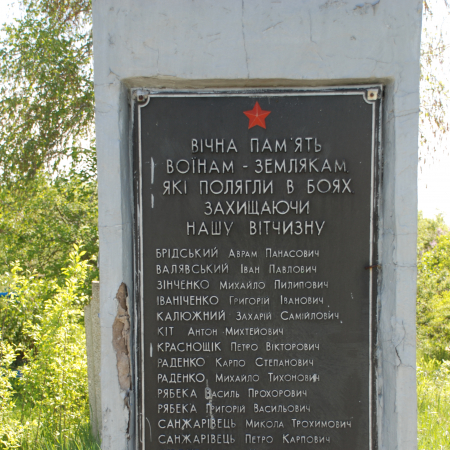 ВІЧНА ПАМ'ЯТЬ
ВОЇНАМ - ЗЕМЛЯКАМ
ЯКІ ПОЛЯГЛИ В БОЯХ
ЗАХИЩАЮЧИ
НАШУ ВІТЧИЗНУ
БРІДСЬКИЙ АВРАМ ПАНАСОВИЧ
ВАЛЯВСЬКИЙ ІВАН ПАВЛОВИЧ
ЗІНЧЕНКО МИХАЙЛО ПИЛИПОВИЧ
ІВАНІЧЕНКО ГРИГОРІЙ ІВАНОВИЧ
КАЛЮЖНИЙ ЗАХАРІЙ САМІЙЛОВИЧ
КІТ АНТОН МИХТЕЙОВИЧ
КРАСНОЩІК ПЕТРО ВІКТОРОВИЧ
РАДЕНКО КАРПО СТЕПАНОВИЧ
РАДЕНКО МИХАЙЛО ТИХОНОВИЧ
РЯБЕКА ВАСИЛЬ ПРОХОРОВИЧ
РЯБЕКА ГРИГОРІЙ ВАСИЛЬОВИЧ
САНЖАРІВЕЦЬ МИКОЛА ТРОХИМОВИЧ
САНЖАРІВЕЦЬ ПЕТРО КАРПОВИЧ